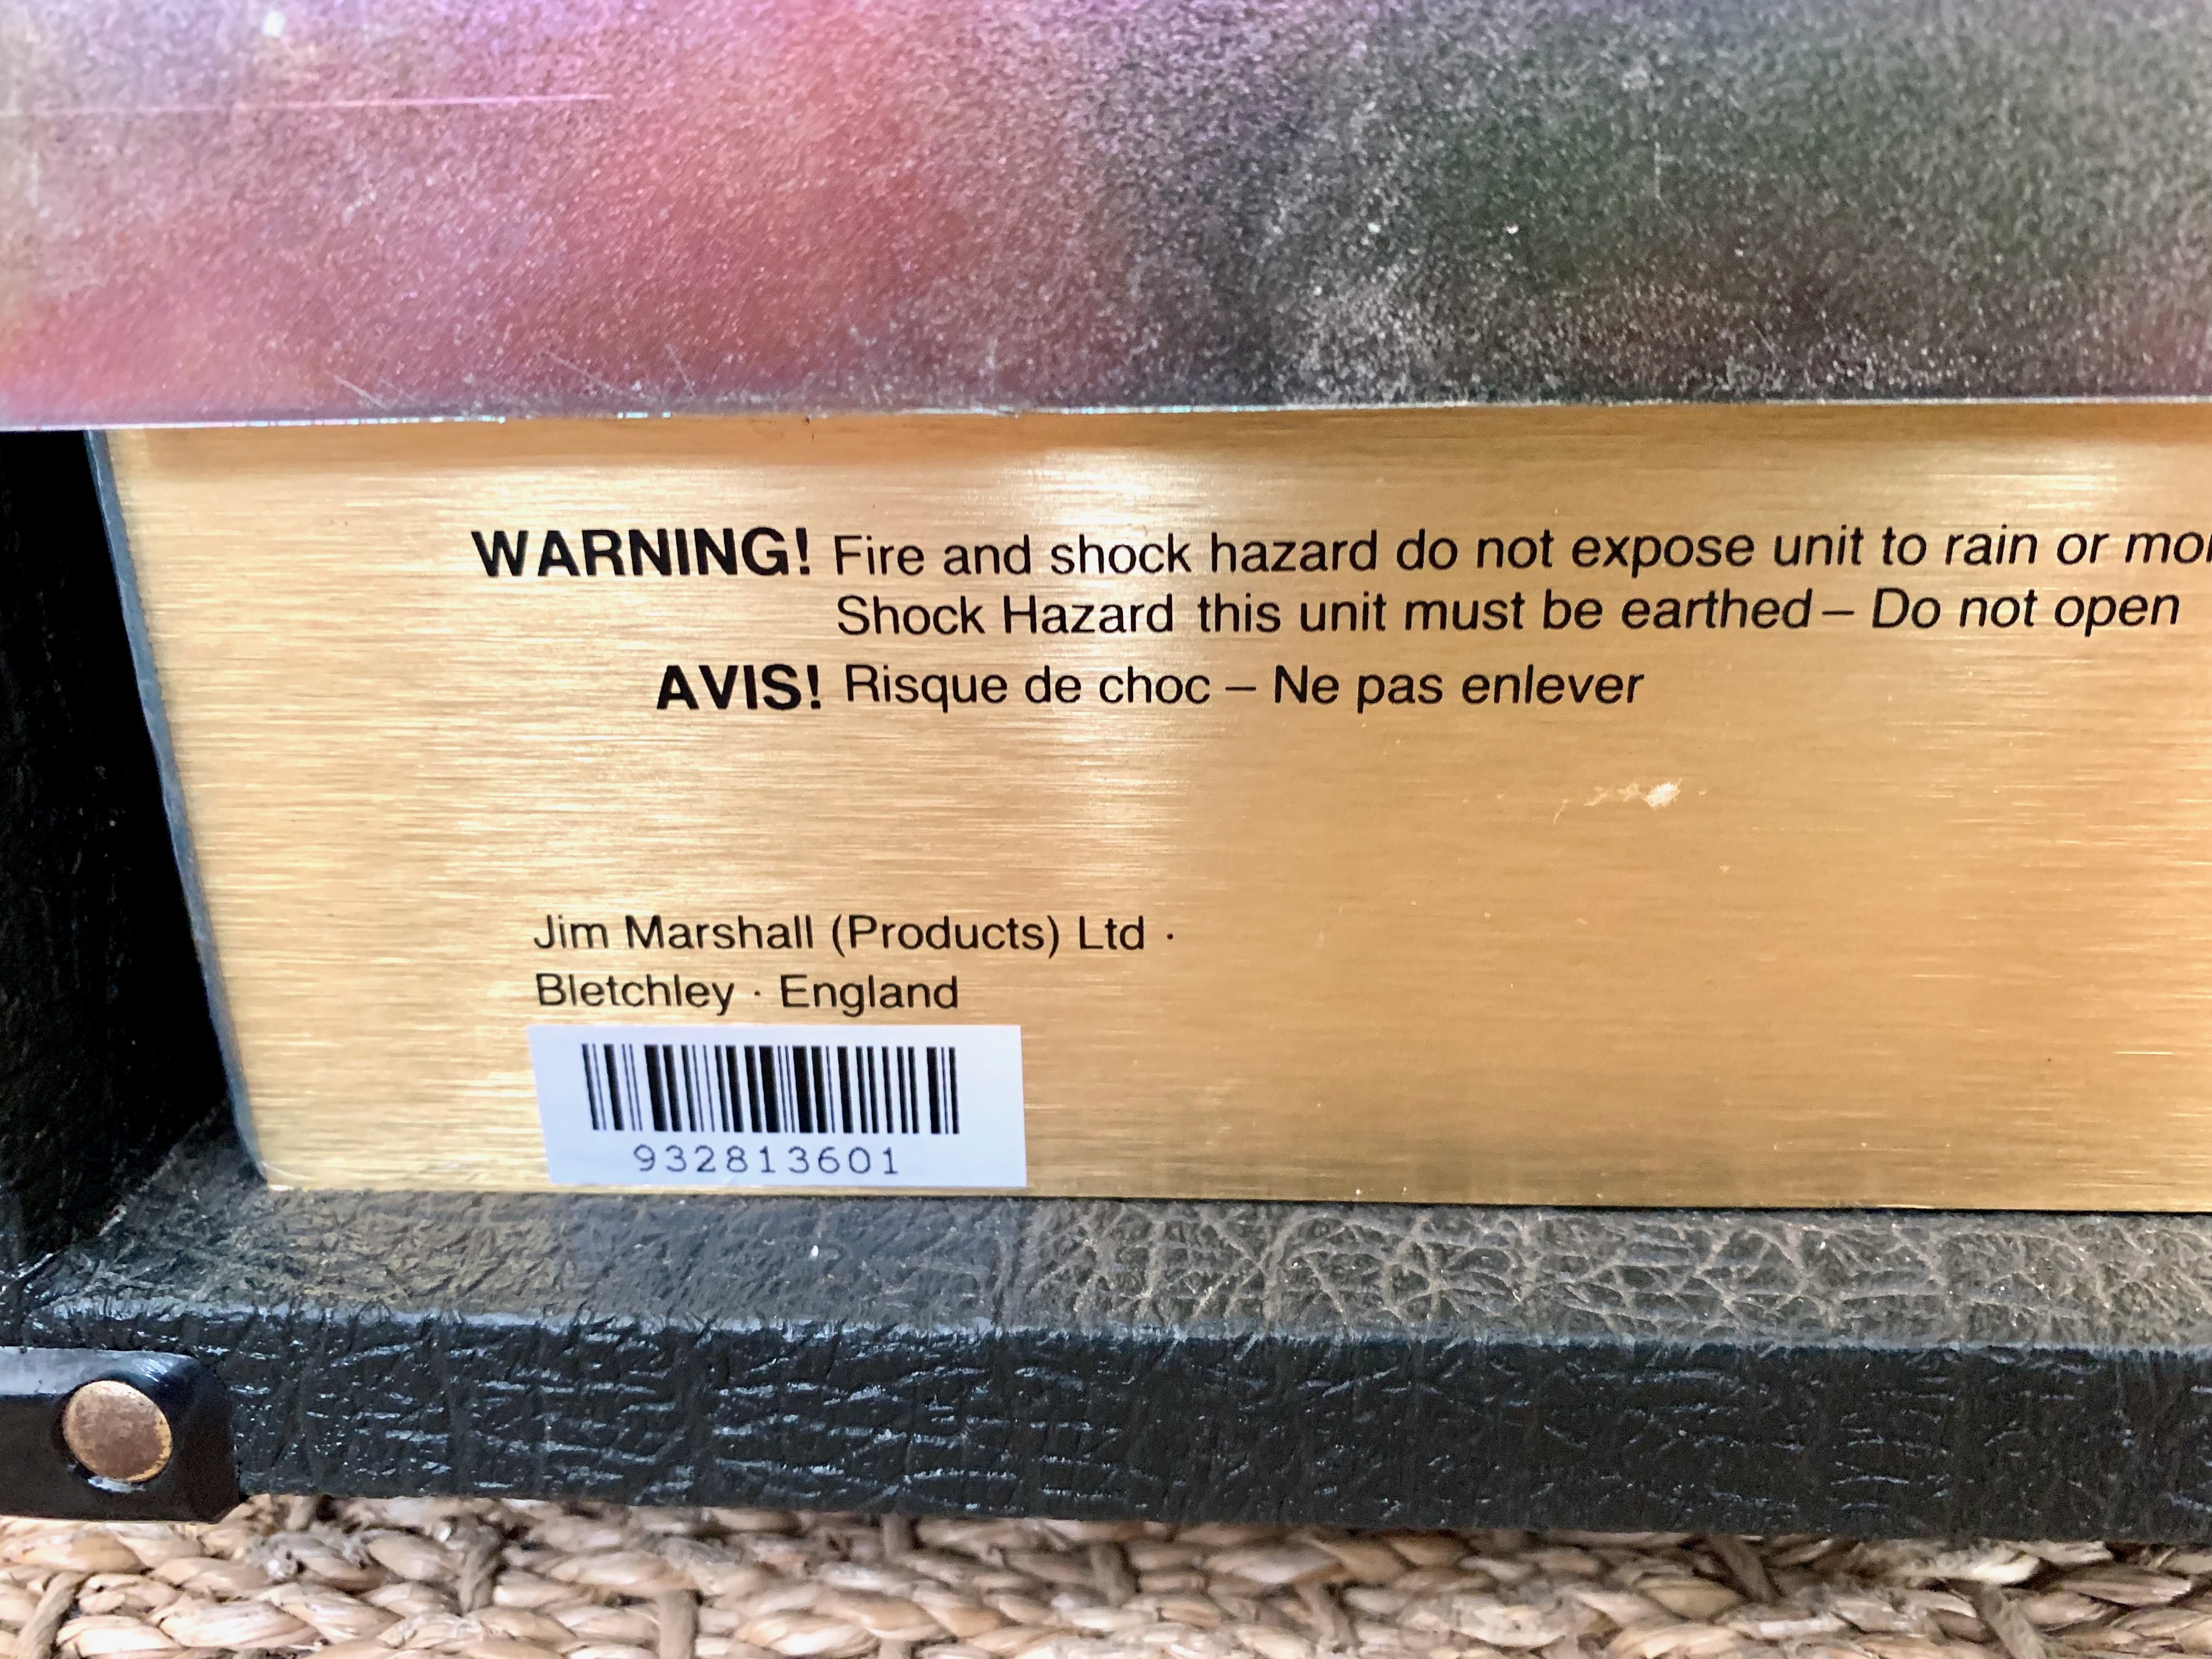 WARNING! Fire and shock hazard do not expose unit to rain or
Shock Hazard this unit must be earthed – Do not open
AVIS! Risque de choc – Ne pas enlever
Jim Marshall (Products) Ltd ·
Bletchley · England
932813601